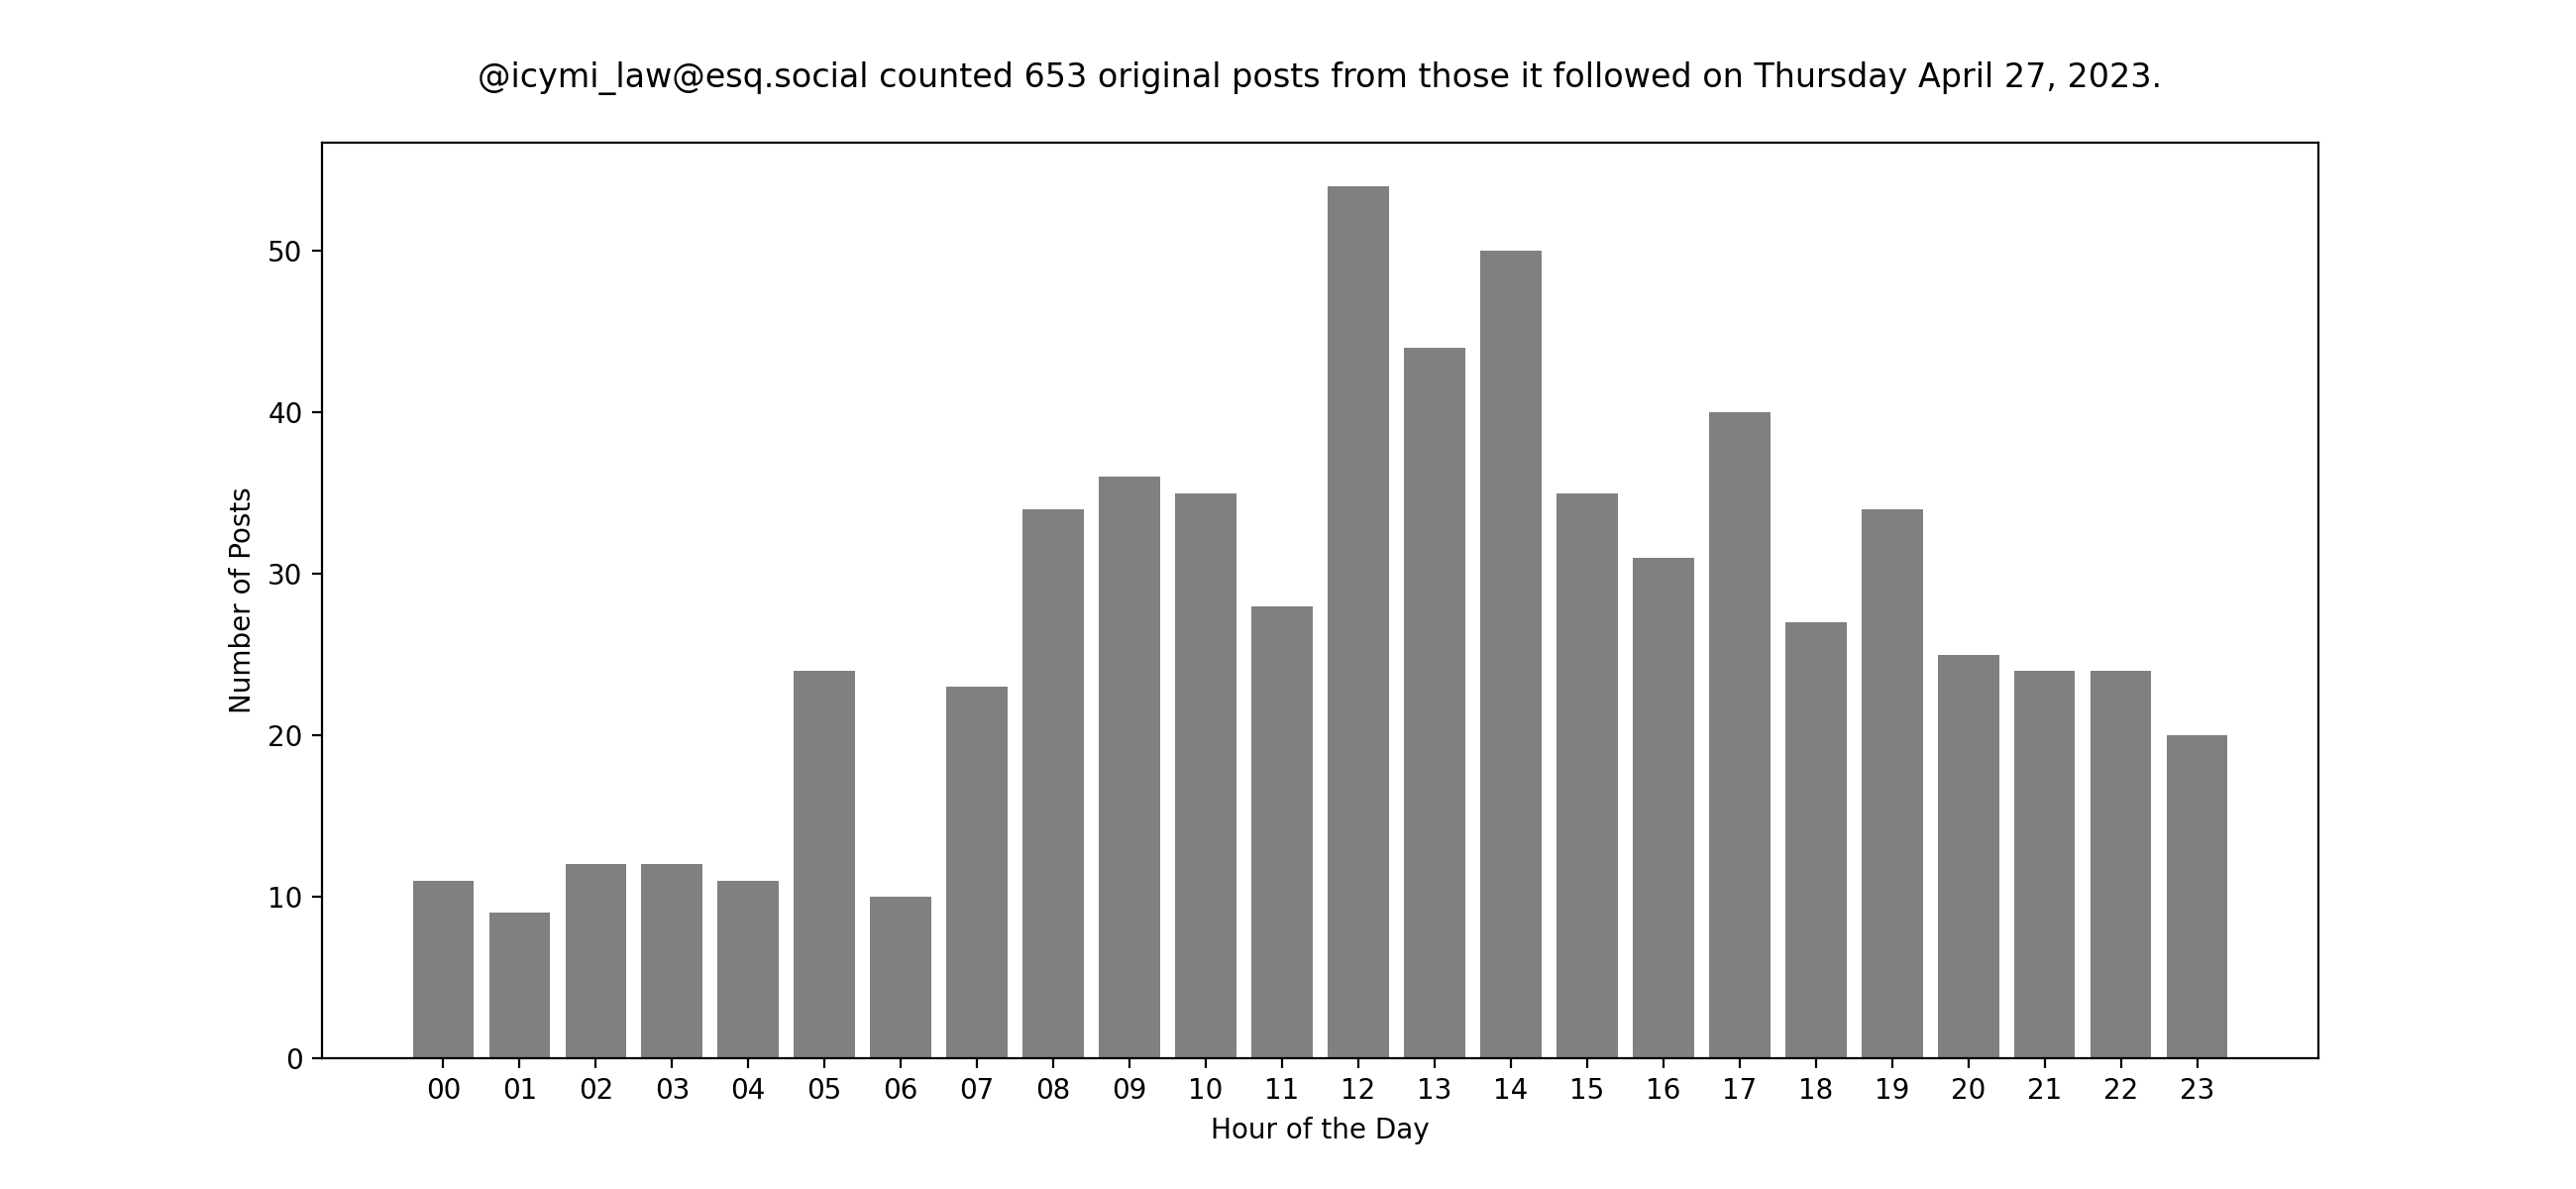 @icymi_law@esq.social counted 653 original posts from those it followed on Thursday April 27, 2023.
50
40
30
20
10
0
Number of Posts
00 01 02 03 04 05 06 07 08 09 10 11 12 13 14 15 16 17 18 19 20 21 22 23
Hour of the Day